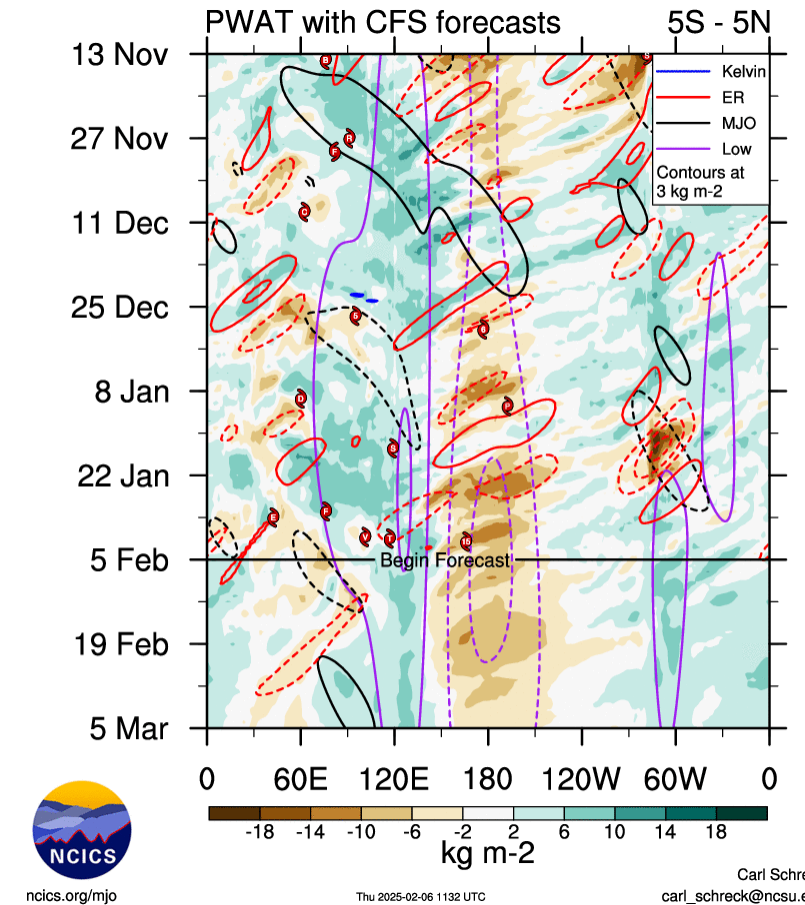 PWAT with CFS forecasts 5S - 5N
13 Nov
27 Nov
11 Dec
25 Dec
8 Jan
22 Jan
5 Feb
19 Feb
5 Mar
Kelvin
ER
MJO
Low
Contours at
3 kg m-2
Begin Forecast
0 60E 120E 180 120W 60W 0
-18 -14 -10 -6 -2 2 6 10 14 18
kg m-2
NCICS
ncics.org/mjo
Thu 2025-02-06 1132 UTC
Carl Schre
carl_schreck@ncsu.e